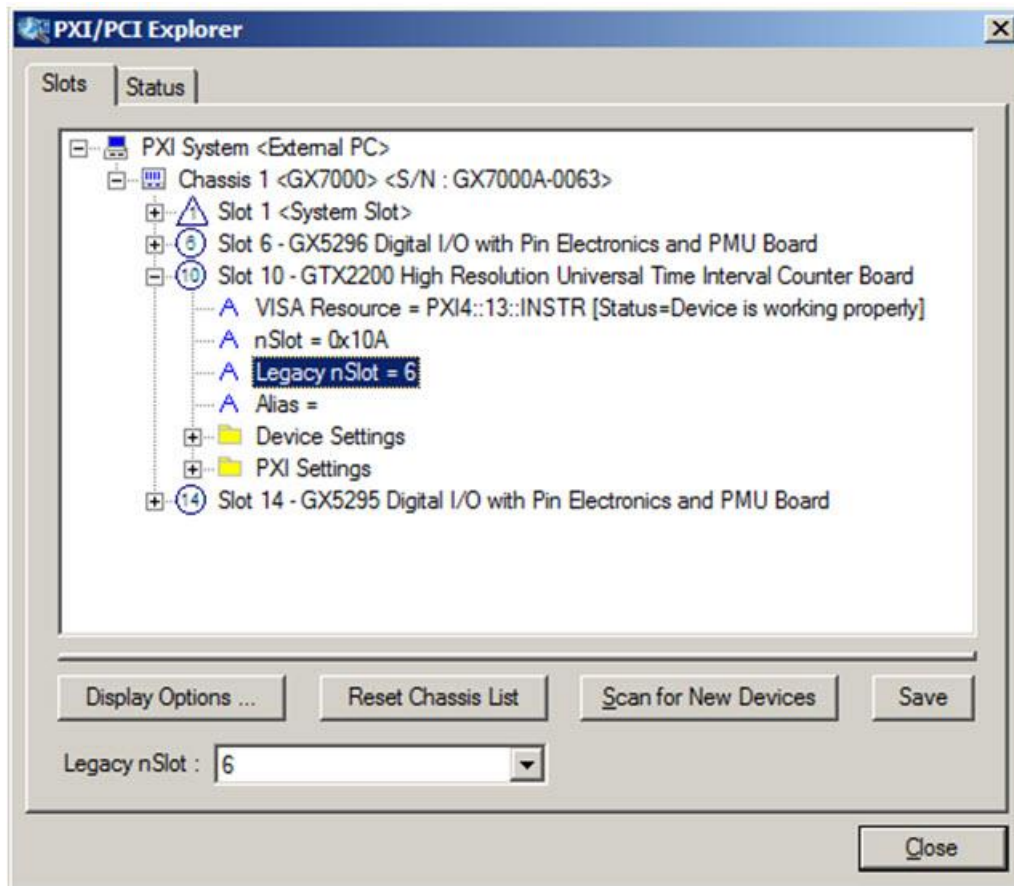 PXI/PCI Explorer
Slots
Status
PXI System <External PC>
Chassis 1 <GX7000> <S/N : GX7000A-0063>
1
Slot 1 <System Slot>
6
Slot 6 - GX5296 Digital I/O with Pin Electronics and PMU Board
10
Slot 10 - GTX2200 High Resolution Universal Time Interval Counter Board
A VISA Resource = PXI4::13::INSTR [Status=Device is working properly]
A nSlot = 0x10A
A Legacy nSlot = 6
A Alias =
Device Settings
PXI Settings
14
Slot 14 - GX5295 Digital I/O with Pin Electronics and PMU Board
Display Options ...
Reset Chassis List
Scan for New Devices
Save
Legacy nSlot : 6
Close